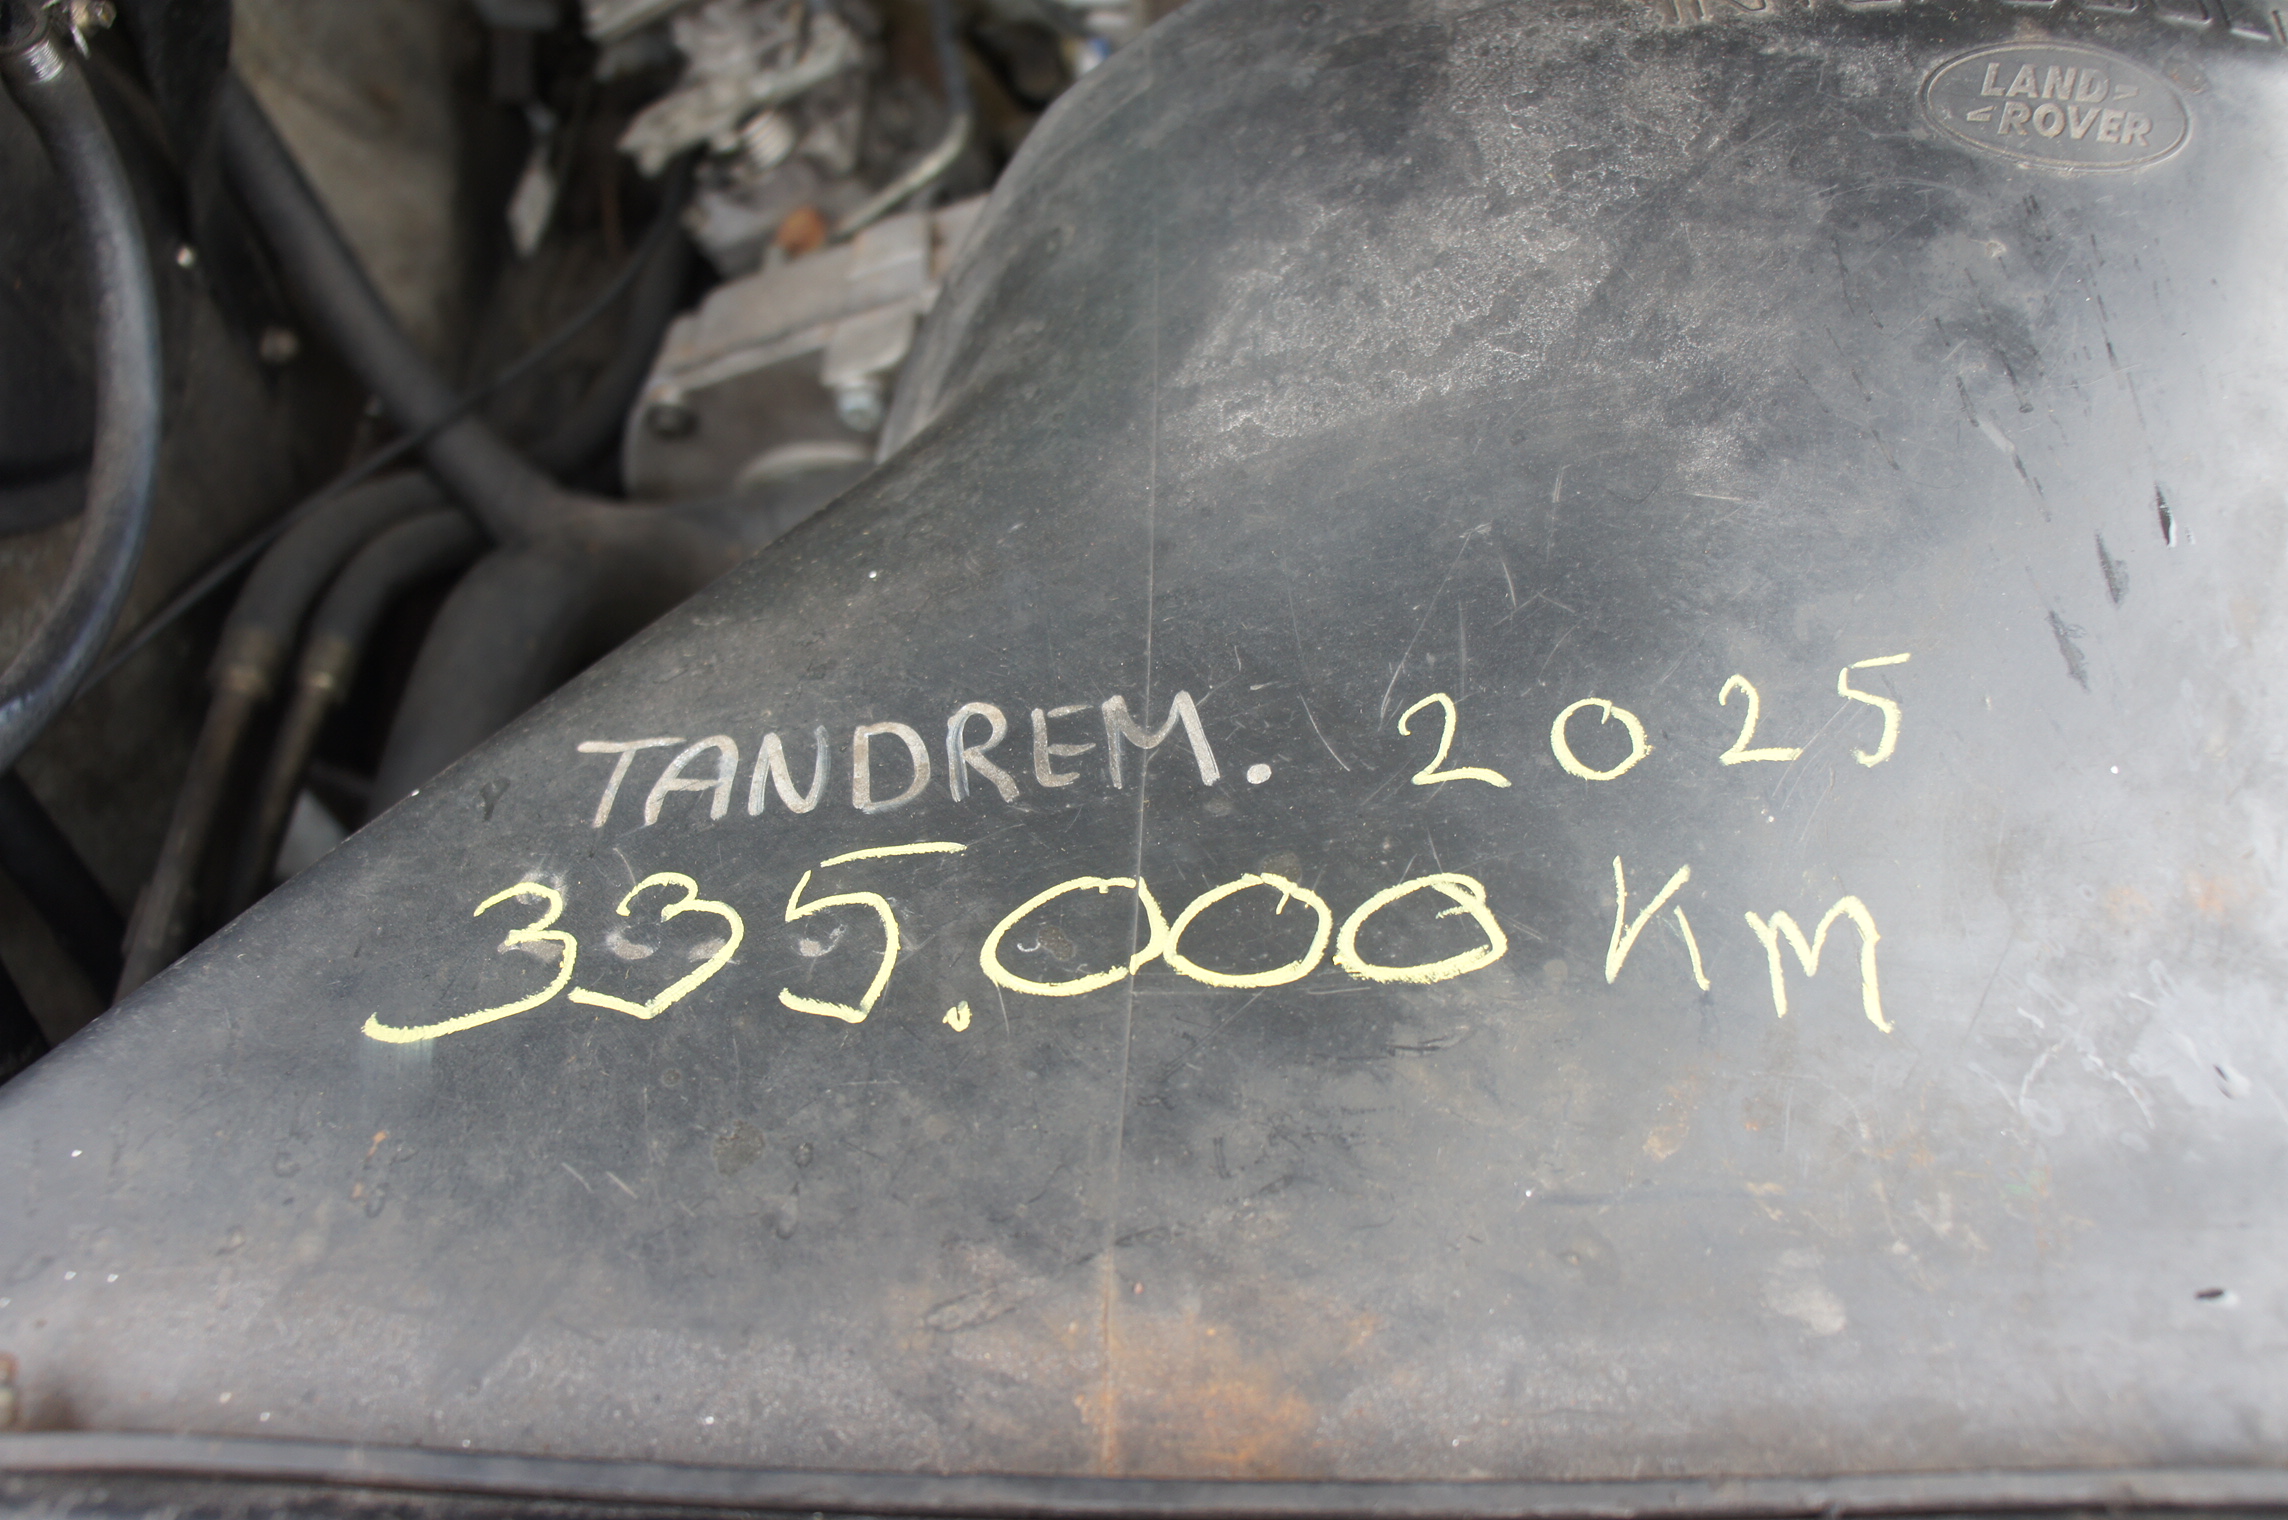 LAND
ROVER
TANDREM. 2025
335.000 KM